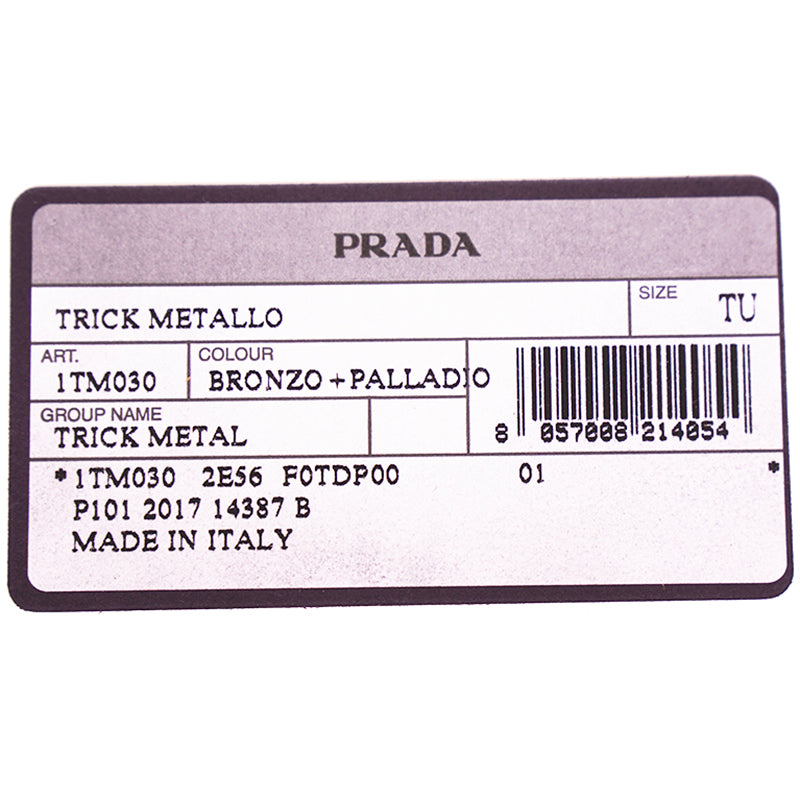 PRADA
TRICK METALLO
SIZE TU
ART. 1TM030
COLOUR BRONZO+PALLADIO
GROUP NAME
TRICK METAL
8 057008 214054
*1TM030 2E56 F0TDP00 01 *
P101 2017 14387 B
MADE IN ITALY